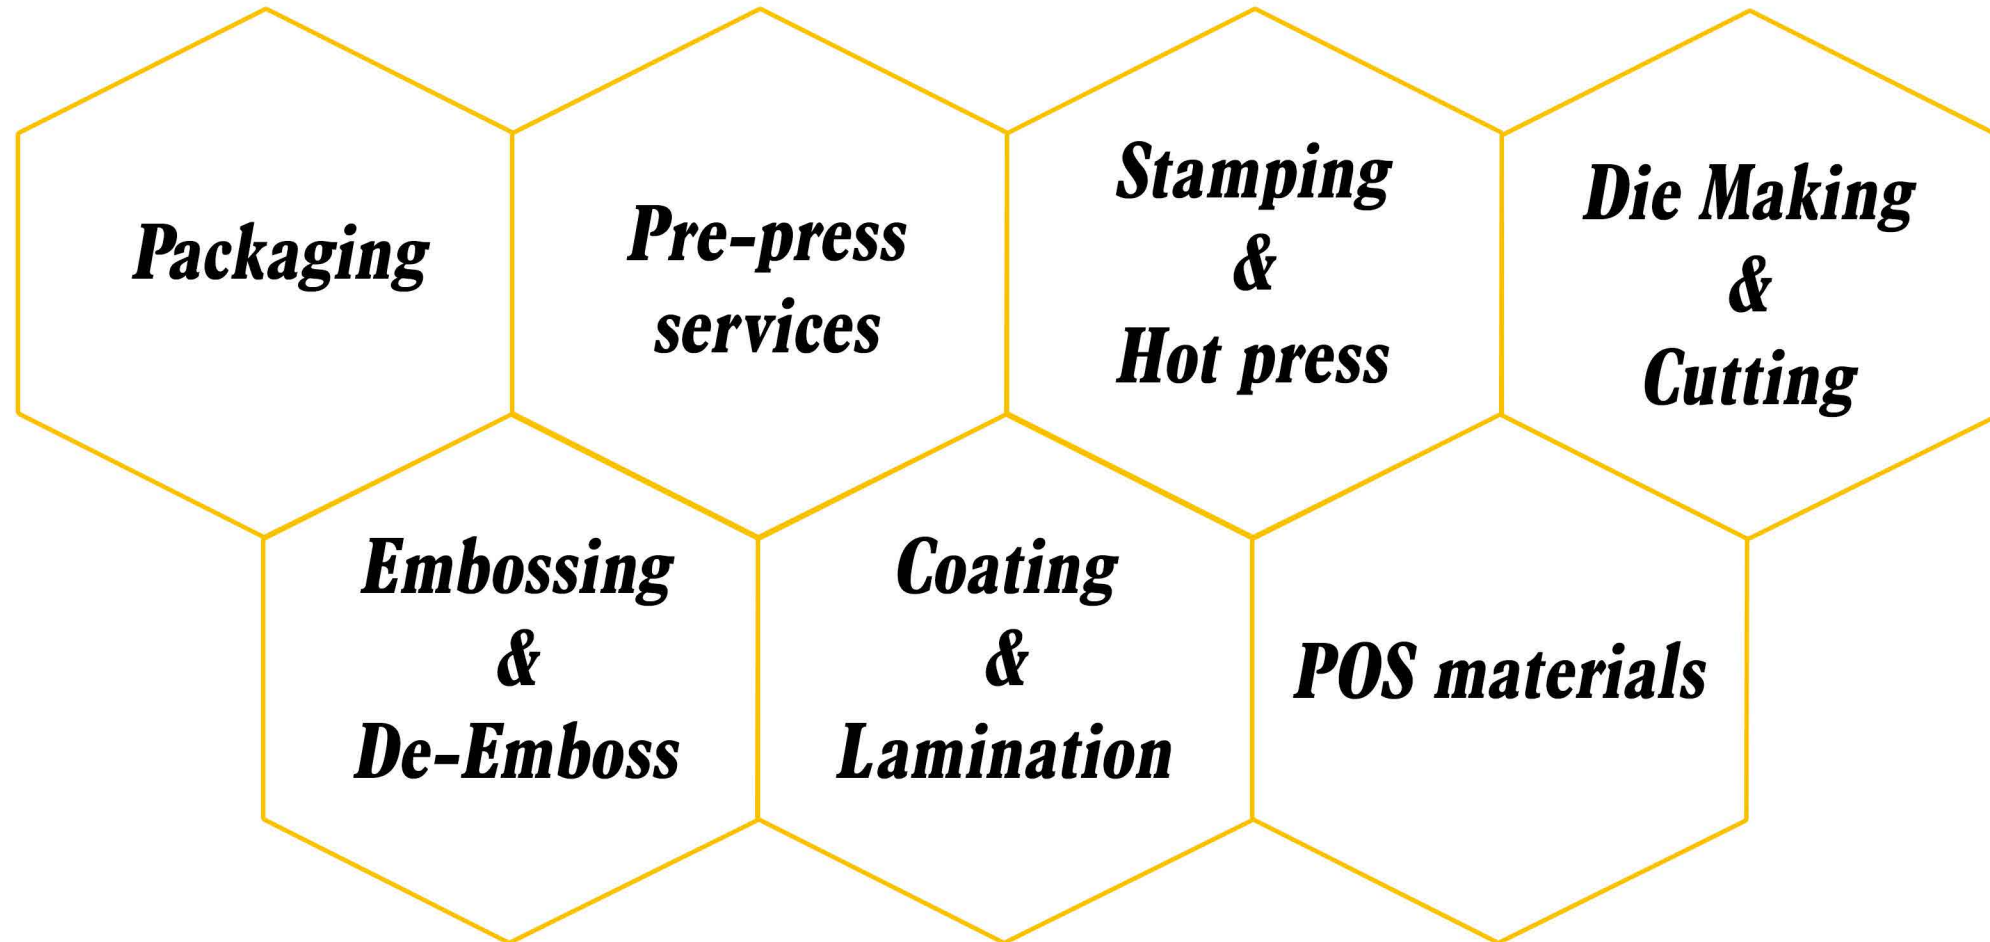 Packaging
Pre-press
services
Stamping
&
Hot press
Die Making
&
Cutting
Embossing
&
De-Emboss
Coating
&
Lamination
POS materials